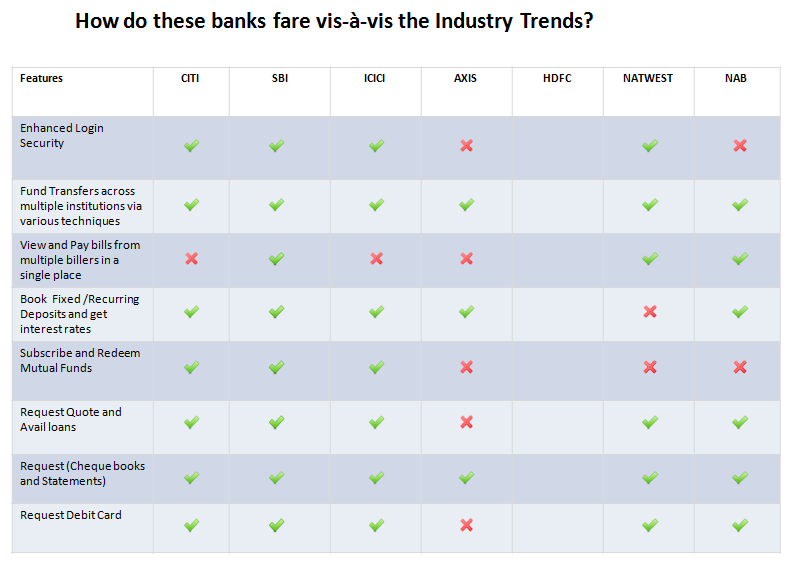 How do these banks fare vis-à-vis the Industry Trends?
Features CITI SBI ICICI AXIS HDFC NATWEST NAB
Enhanced Login
Security
Fund Transfers across
multiple institutions via
various techniques
View and Pay bills from
multiple billers in a
single place
Book Fixed /Recurring
Deposits and get
interest rates
Subscribe and Redeem
Mutual Funds
Request Quote and
Avail loans
Request (Cheque books
and Statements)
Request Debit Card